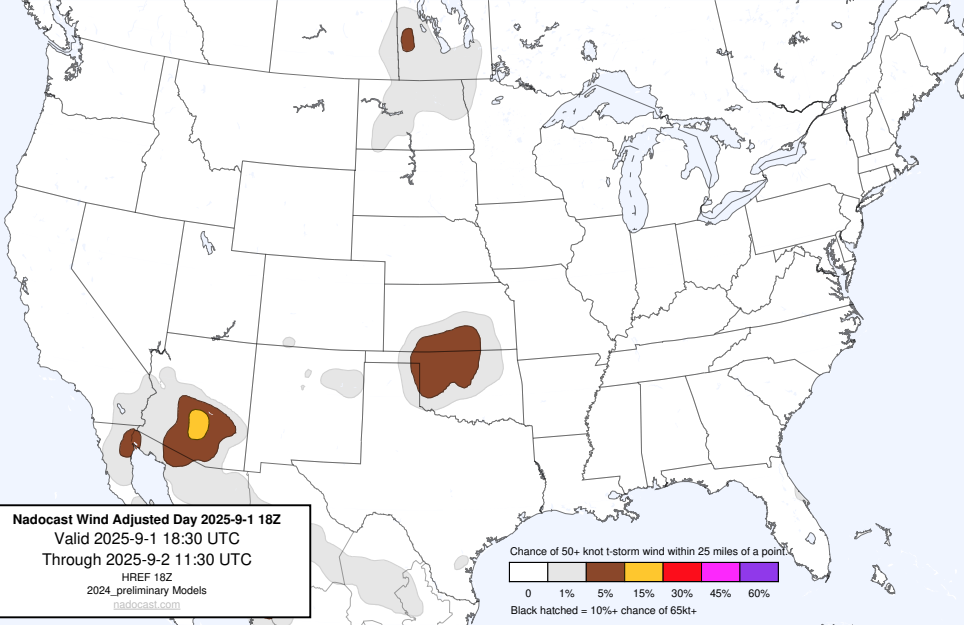 Nadocast Wind Adjusted Day 2025-9-1 18Z
Valid 2025-9-1 18:30 UTC
Through 2025-9-2 11:30 UTC
HREF 18Z
2024_preliminary Models
nadocast.com
Chance of 50+ knot t-storm wind within 25 miles of a point.
0 1% 5% 15% 30% 45% 60%
Black hatched = 10%+ chance of 65kt+